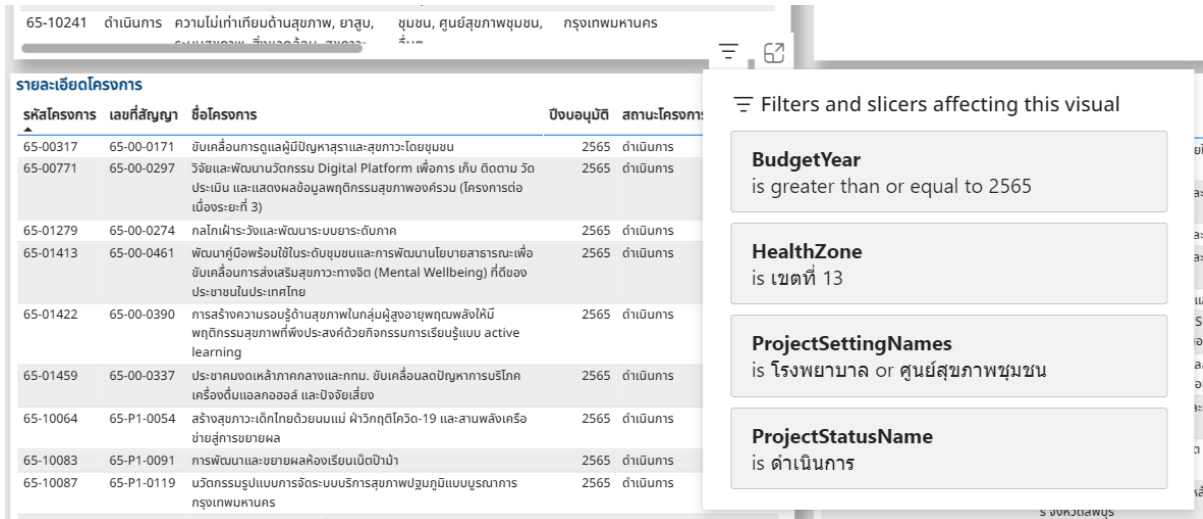 65-10241 ดำเนินการ ความไม่เท่าเทียมด้านสุขภาพ, ยาสูบ, ชุมชน, ศูนย์สุขภาพชุมชน, กรุงเทพมหานคร
รายละเอียดโครงการ
รหัสโครงการ เลขที่สัญญา ชื่อโครงการ ปีงบอนุมัติ สถานะโครงการ
65-00317 65-00-0171 ขับเคลื่อนการดูแลผู้มีปัญหาสุราและสุขภาวะโดยชุมชน 2565 ดำเนินการ
65-00771 65-00-0297 วิจัยและพัฒนานวัตกรรม Digital Platform เพื่อการ เก็บ ติดตาม วัด 2565 ดำเนินการ
ประเมิน และแสดงผลข้อมูลพฤติกรรมสุขภาพองค์รวม (โครงการต่อ
เนื่องระยะที่ 3)
65-01279 65-00-0274 กลไกเฝ้าระวังและพัฒนาระบบยาระดับภาค 2565 ดำเนินการ
65-01413 65-00-0461 พัฒนาคู่มือพร้อมใช้ในระดับชุมชนและการพัฒนานโยบายสาธารณะเพื่อ 2565 ดำเนินการ
ขับเคลื่อนการส่งเสริมสุขภาวะทางจิต (Mental Wellbeing) ที่ดีของ
ประชาชนในประเทศไทย
65-01422 65-00-0390 การสร้างความรอบรู้ด้านสุขภาพในกลุ่มผู้สูงอายุพฤฒพลังให้มี 2565 ดำเนินการ
พฤติกรรมสุขภาพที่พึงประสงค์ด้วยกิจกรรมการเรียนรู้แบบ active
learning
65-01459 65-00-0337 ประชาคมงดเหล้าภาคกลางและกทม. ขับเคลื่อนลดปัญหาการบริโภค 2565 ดำเนินการ
เครื่องดื่มแอลกอฮอล์ และปัจจัยเสี่ยง
65-10064 65-P1-0054 สร้างสุขภาวะเด็กไทยด้วยนมแม่ ฝ่าวิกฤติโควิด-19 และสานพลังเครือ 2565 ดำเนินการ
ข่ายสู่การขยายผล
65-10083 65-P1-0091 การพัฒนาและขยายผลห้องเรียนเน็ตป๊าม้า 2565 ดำเนินการ
65-10087 65-P1-0119 นวัตกรรมรูปแบบการจัดระบบบริการสุขภาพปฐมภูมิแบบบูรณาการ 2565 ดำเนินการ
กรุงเทพมหานคร
Filters and slicers affecting this visual
BudgetYear
is greater than or equal to 2565
HealthZone
is เขตที่ 13
ProjectSettingNames
is โรงพยาบาล or ศูนย์สุขภาพชุมชน
ProjectStatusName
is ดำเนินการ